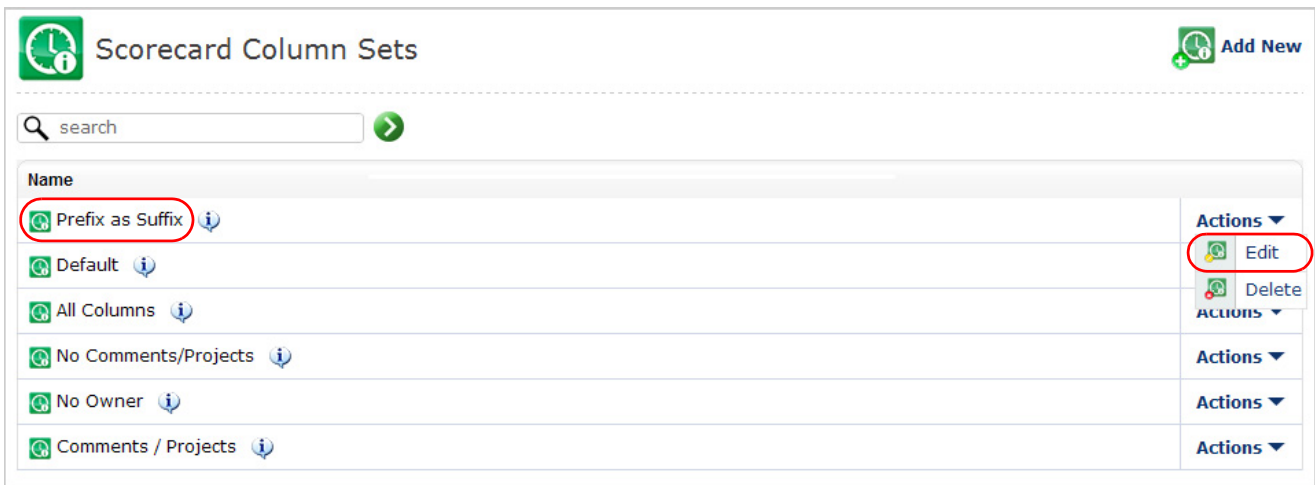 Scorecard Column Sets
Add New
search
Name
Prefix as Suffix
Actions
Edit
Default
Delete
All Columns
Actions
No Comments/Projects
Actions
No Owner
Actions
Comments / Projects
Actions